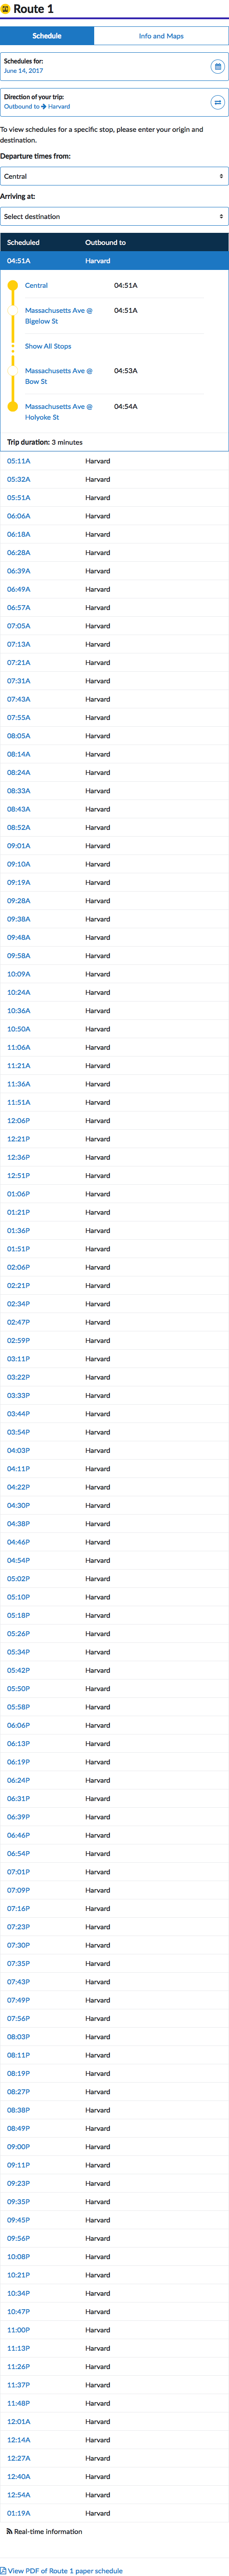 Route 1
Schedule Info and Maps
Schedules for:
June 14, 2017
Direction of your trip:
Outbound to → Harvard
To view schedules for a specific stop, please enter your origin and
destination.
Departure times from:
Central
Arriving at:
Select destination
Scheduled Outbound to
04:51A Harvard
Central 04:51A
Massachusetts Ave @ 04:51A
Bigelow St
Show All Stops
Massachusetts Ave @ 04:53A
Bow St
Massachusetts Ave @ 04:54A
Holyoke St
Trip duration: 3 minutes
05:11A Harvard
05:32A Harvard
05:51A Harvard
06:06A Harvard
06:18A Harvard
06:28A Harvard
06:39A Harvard
06:49A Harvard
06:57A Harvard
07:05A Harvard
07:13A Harvard
07:21A Harvard
07:31A Harvard
07:43A Harvard
07:55A Harvard
08:05A Harvard
08:14A Harvard
08:24A Harvard
08:33A Harvard
08:43A Harvard
08:52A Harvard
09:01A Harvard
09:10A Harvard
09:19A Harvard
09:28A Harvard
09:38A Harvard
09:48A Harvard
09:58A Harvard
10:09A Harvard
10:24A Harvard
10:36A Harvard
10:50A Harvard
11:06A Harvard
11:21A Harvard
11:36A Harvard
11:51A Harvard
12:06P Harvard
12:21P Harvard
12:36P Harvard
12:51P Harvard
01:06P Harvard
01:21P Harvard
01:36P Harvard
01:51P Harvard
02:06P Harvard
02:21P Harvard
02:34P Harvard
02:47P Harvard
02:59P Harvard
03:11P Harvard
03:22P Harvard
03:33P Harvard
03:44P Harvard
03:54P Harvard
04:03P Harvard
04:11P Harvard
04:22P Harvard
04:30P Harvard
04:38P Harvard
04:46P Harvard
04:54P Harvard
05:02P Harvard
05:10P Harvard
05:18P Harvard
05:26P Harvard
05:34P Harvard
05:42P Harvard
05:50P Harvard
05:58P Harvard
06:06P Harvard
06:13P Harvard
06:19P Harvard
06:24P Harvard
06:31P Harvard
06:39P Harvard
06:46P Harvard
06:54P Harvard
07:01P Harvard
07:09P Harvard
07:16P Harvard
07:23P Harvard
07:30P Harvard
07:35P Harvard
07:43P Harvard
07:49P Harvard
07:56P Harvard
08:03P Harvard
08:11P Harvard
08:19P Harvard
08:27P Harvard
08:38P Harvard
08:49P Harvard
09:00P Harvard
09:11P Harvard
09:23P Harvard
09:35P Harvard
09:45P Harvard
09:56P Harvard
10:08P Harvard
10:21P Harvard
10:34P Harvard
10:47P Harvard
11:00P Harvard
11:13P Harvard
11:26P Harvard
11:37P Harvard
11:48P Harvard
12:01A Harvard
12:14A Harvard
12:27A Harvard
12:40A Harvard
12:54A Harvard
01:19A Harvard
Real-time information
View PDF of Route 1 paper schedule